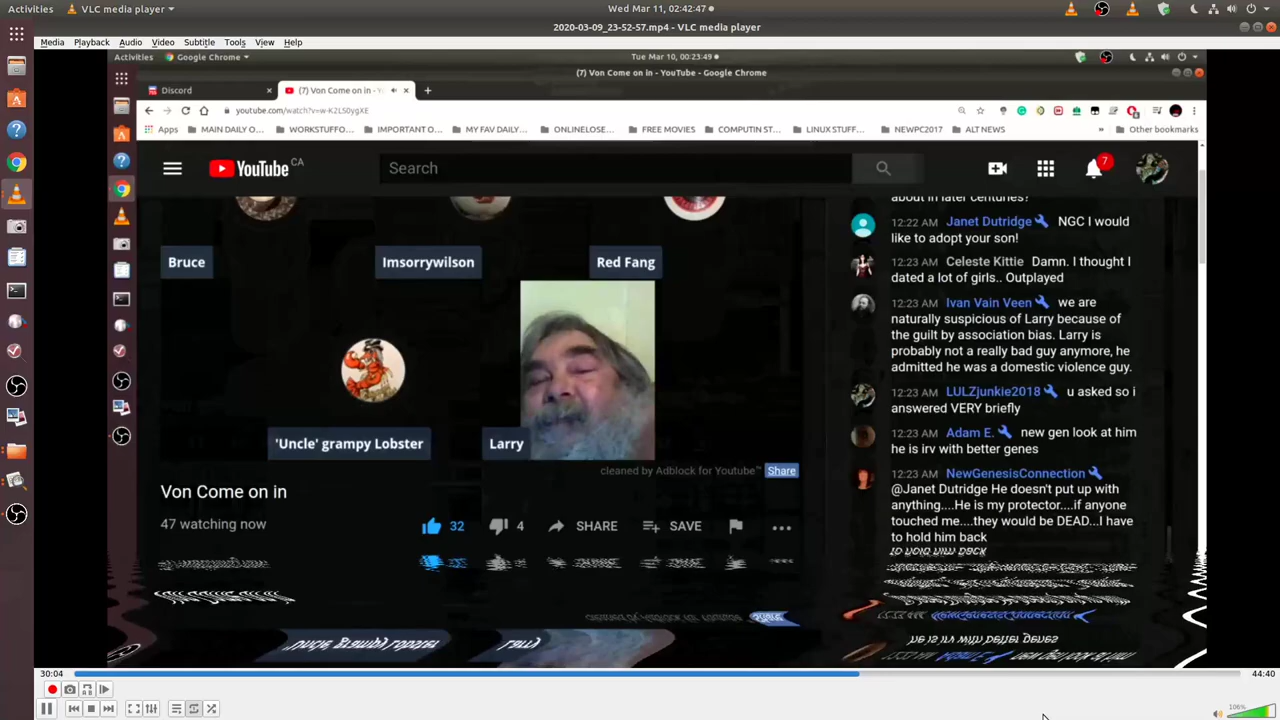 Activities VLC media player Wed Mar 11, 02:42:47
2020-03-09_23-52-57.mp4 - VLC media player
Media Playback Audio Video Subtitle Tools View Help
Activities Google Chrome Tue Mar 10, 00:23:49
(7) Von Come on in - YouTube - Google Chrome
Discord (7) Von Come on in - Y
youtube.com/watch?v=w-K2LS0ygXE
Apps MAIN DAILY O... WORKSTUFFO... IMPORTANT O... MY FAV DAILY... ONLINELOSE... FREE MOVIES COMPUTIN ST... LINUX STUFF... NEWPC2017 ALT NEWS » Other bookmarks
YouTube CA
Search
7
about in later centuries?
12:22 AM Janet Dutridge NGC I would
like to adopt your son!
12:23 AM Celeste Kittie Damn. I thought I
dated a lot of girls.. Outplayed
12:23 AM Ivan Vain Veen we are
naturally suspicious of Larry because of
the guilt by association bias. Larry is
probably not a really bad guy anymore, he
admitted he was a domestic violence guy.
12:23 AM LULZjunkie2018 u asked so i
answered VERY briefly
12:23 AM Adam E. new gen look at him
he is irv with better genes
12:23 AM NewGenesisConnection
@Janet Dutridge He doesn't put up with
anything....He is my protector....if anyone
touched me....they would be DEAD...I have
to hold him back
Bruce
Imsorrywilson
Red Fang
'Uncle' grampy Lobster
Larry
cleaned by Adblock for Youtube™ Share
Von Come on in
47 watching now
32 4 SHARE SAVE
30:04 44:40
106%